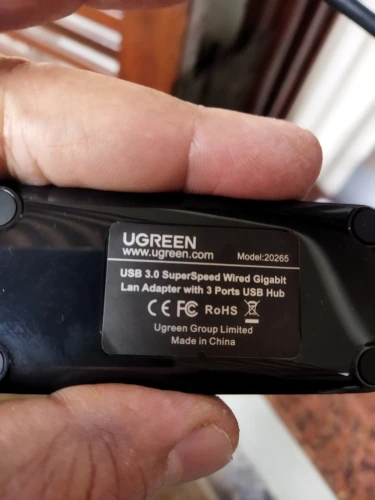 UGREEN
www.ugreen.com Model:20265
USB 3.0 SuperSpeed Wired Gigabit
Lan Adapter with 3 Ports USB Hub
CE FC RoHS
Ugreen Group Limited
Made in China